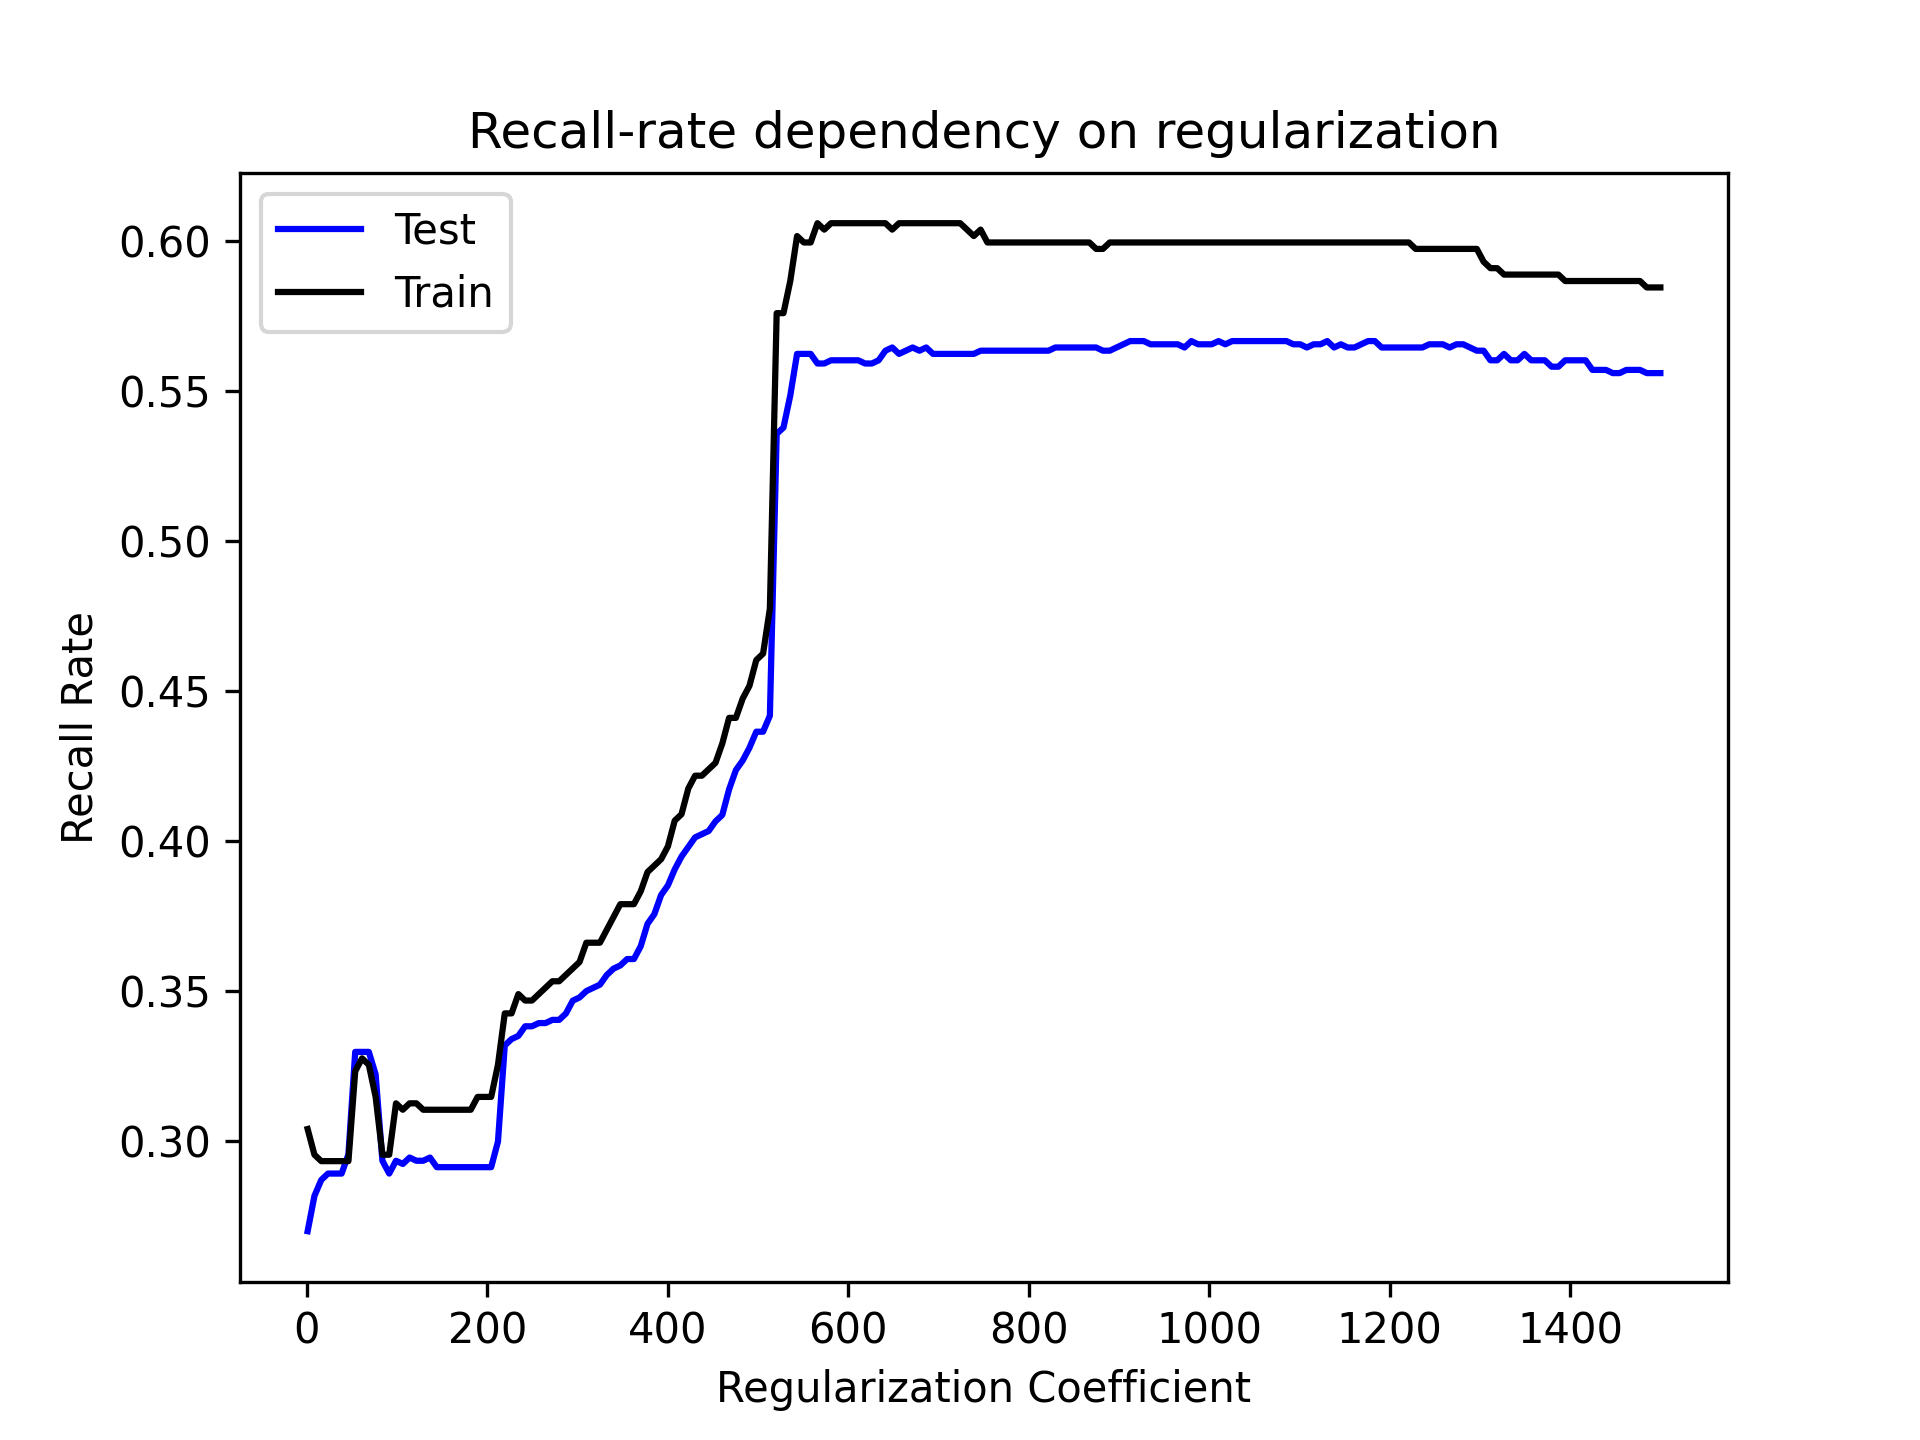 Recall-rate dependency on regularization
Test
Train
0.60
0.55
0.50
0.45
0.40
0.35
0.30
Recall Rate
0 200 400 600 800 1000 1200 1400
Regularization Coefficient